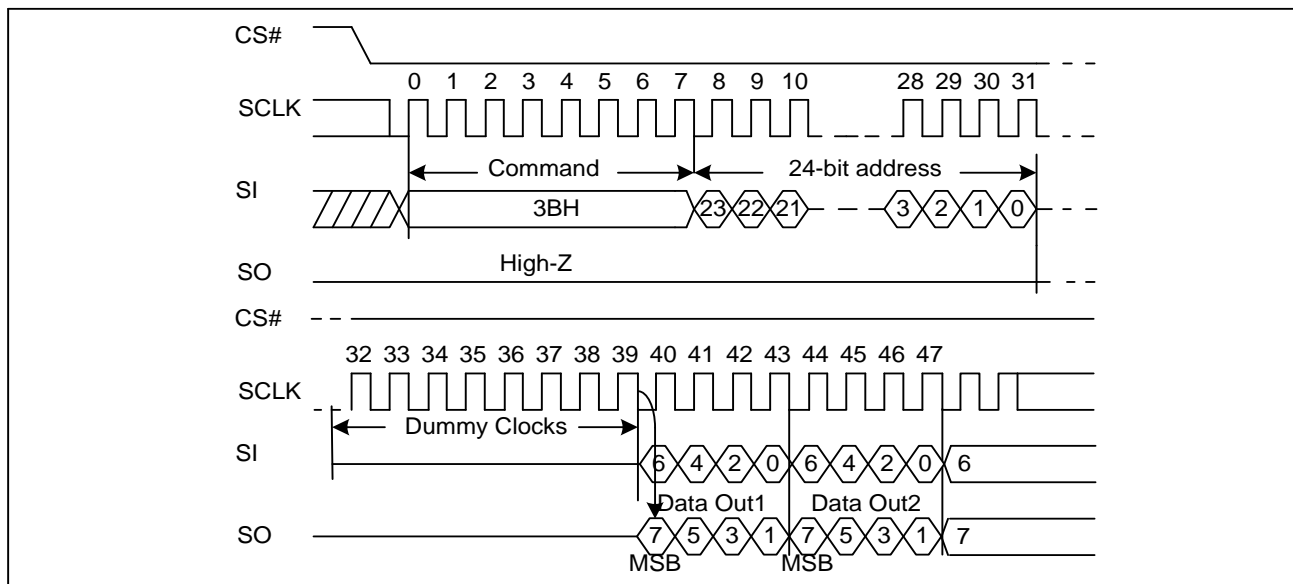 CS#
0 1 2 3 4 5 6 7 8 9 10 28 29 30 31
SCLK
Command 24-bit address
SI
3BH 23 22 21 3 2 1 0
High-Z
SO
CS#
32 33 34 35 36 37 38 39 40 41 42 43 44 45 46 47
SCLK
Dummy Clocks
SI
6 4 2 0 6 4 2 0 6
Data Out1 Data Out2
SO
7 5 3 1 7 5 3 1 7
MSB MSB